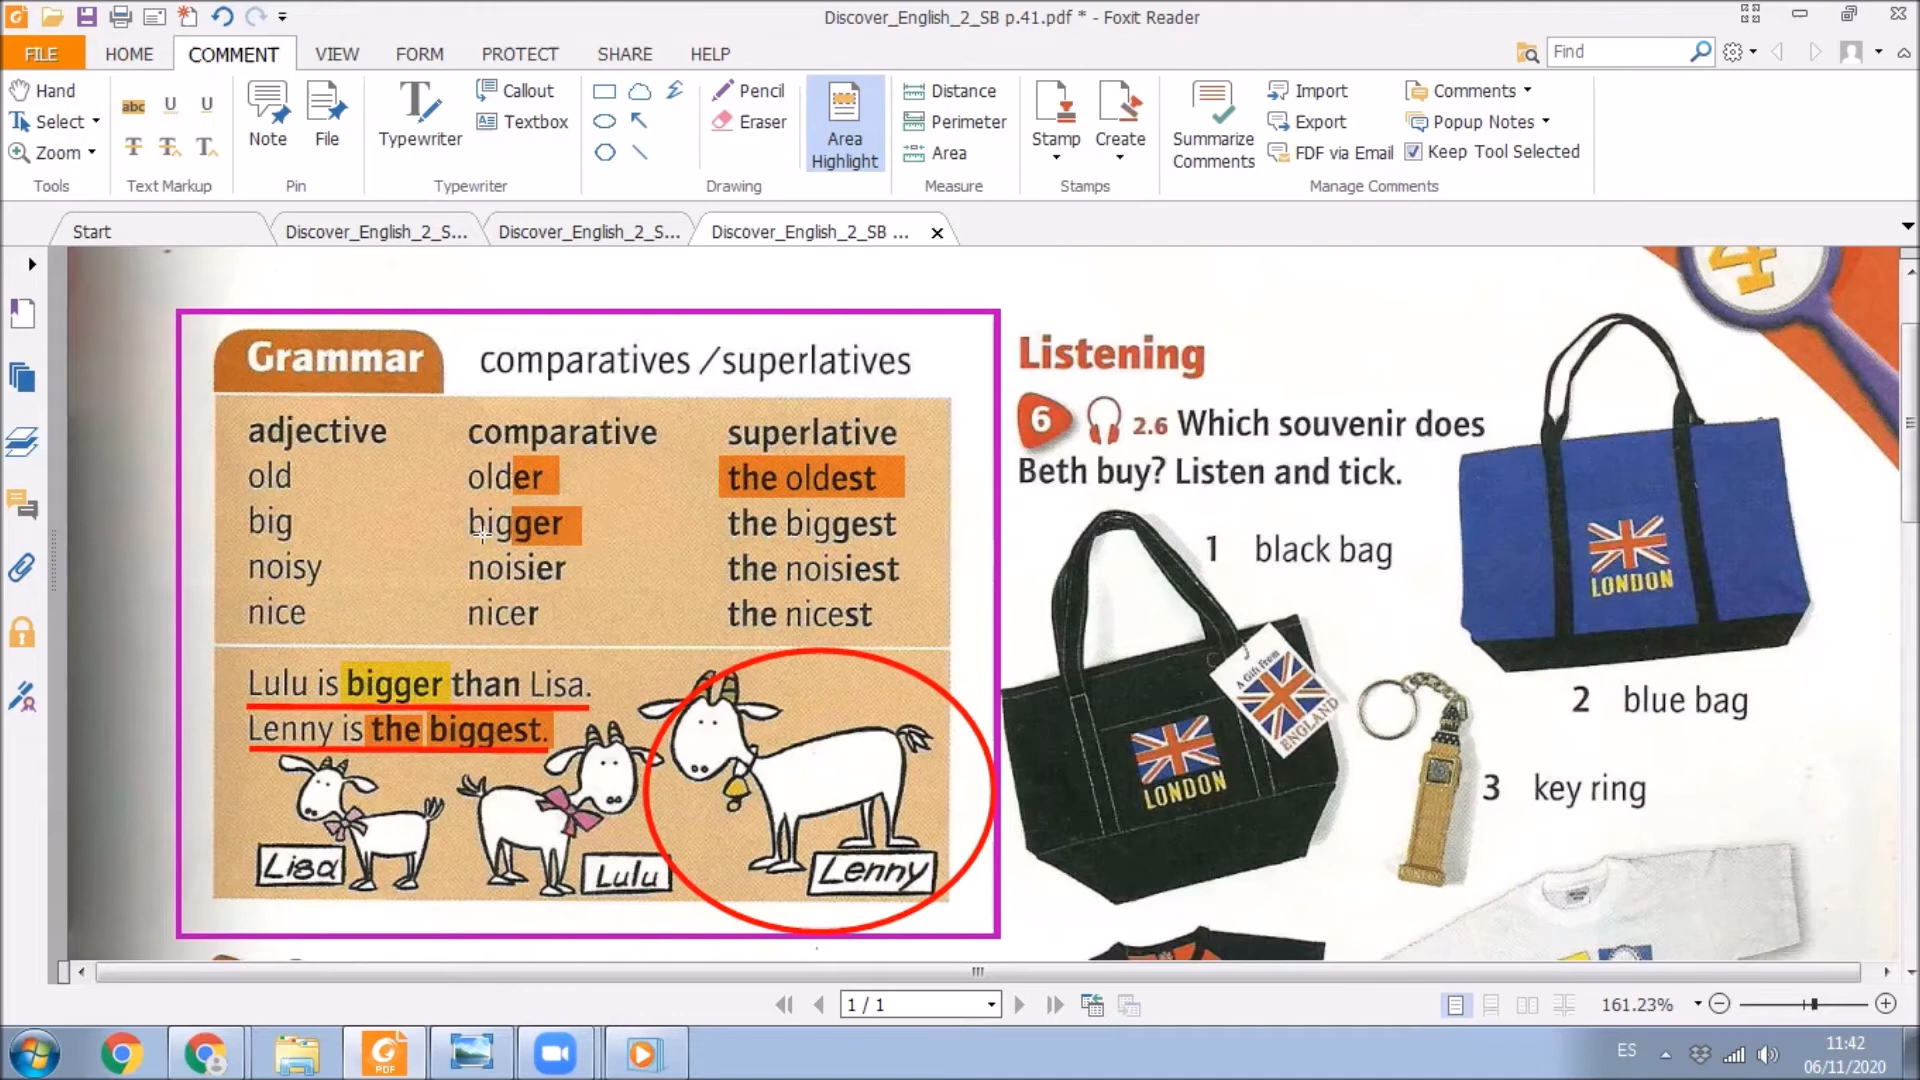 Discover_English_2_SB p.41.pdf * - Foxit Reader
FILE HOME COMMENT VIEW FORM PROTECT SHARE HELP
Find
Hand
Select
Zoom
Tools
abc U U
T T T
Text Markup
Note
File
Pin
Typewriter
Callout
Textbox
Typewriter
Pencil
Eraser
Area Highlight
Drawing
Distance
Perimeter
Area
Measure
Stamp
Create
Stamps
Summarize Comments
Import
Export
FDF via Email
Comments
Popup Notes
Keep Tool Selected
Manage Comments
Start
Discover_English_2_S...
Discover_English_2_S...
Discover_English_2_SB ...
Grammar comparatives /superlatives
adjective comparative superlative
old older the oldest
big bigger the biggest
noisy noisier the noisiest
nice nicer the nicest
Lulu is bigger than Lisa.
Lenny is the biggest.
Lisa
Lulu
Lenny
Listening
6 2.6 Which souvenir does
Beth buy? Listen and tick.
1 black bag
LONDON
A Gift From
ENGLAND
LONDON
2 blue bag
3 key ring
1 / 1
161.23%
PDF
ES
11:42
06/11/2020